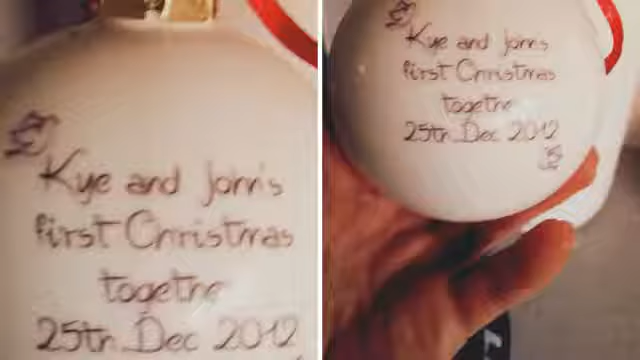 Kye and John's
first Christmas
together
25th Dec 2012
Kye and John's
first Christmas
together
25th Dec 2012